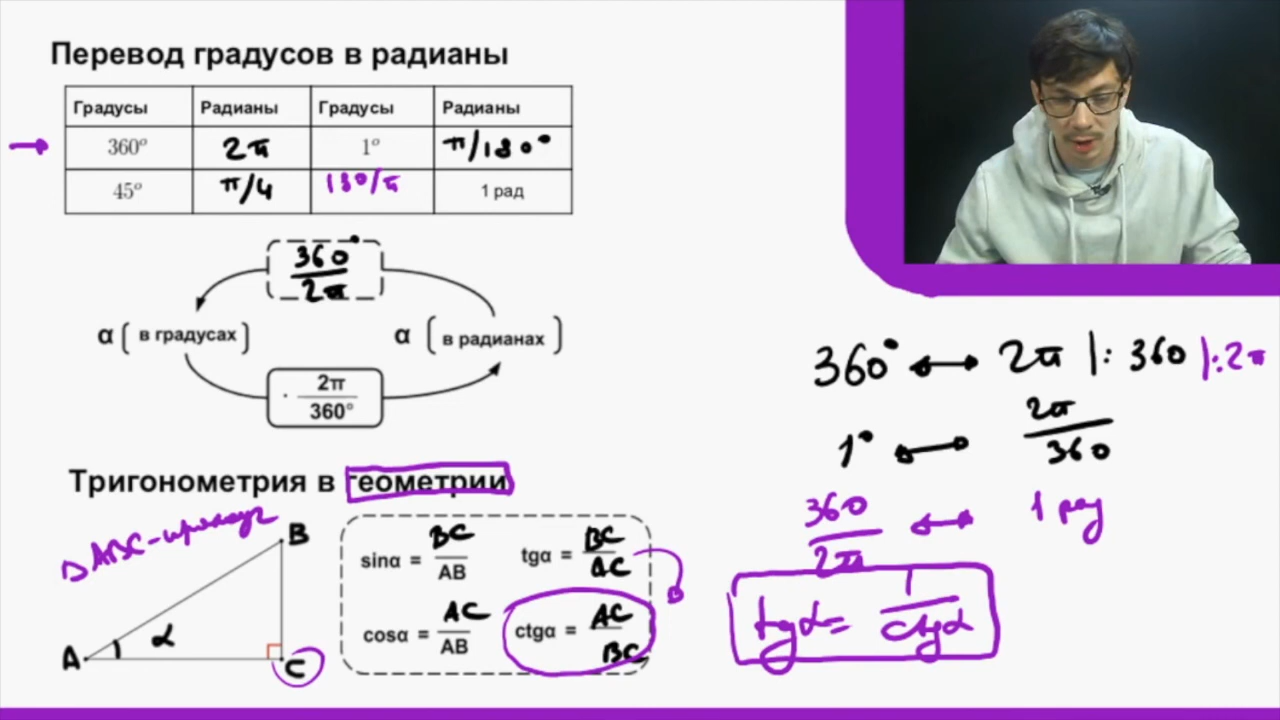 Перевод градусов в радианы
Градусы Радианы Градусы Радианы
360° 2π 1° π/180°
45° π/4 180/π 1 рад
360°
2π
α (в градусах) α (в радианах)
· 2π
360°
360° ↔ 2π |: 360 |:2π
1° ↔ 2π/360
360/2π ↔ 1 рад
tgα = 1/ctgα
Тригонометрия в геометрии
ABC
B
A α C
sinα = BC/AB tgα = BC/AC
cosα = AC/AB ctgα = AC/BC